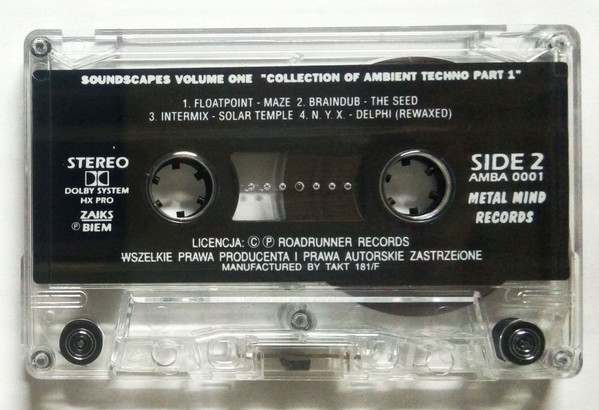 SOUNDSCAPES VOLUME ONE "COLLECTION OF AMBIENT TECHNO PART 1"
1. FLOATPOINT - MAZE 2. BRAINDUB - THE SEED
3. INTERMIX - SOLAR TEMPLE 4. N. Y. X. - DELPHI (REWAXED)
STEREO
DOLBY SYSTEM
HX PRO
ZAIKS
Ⓟ BIEM
SIDE 2
AMBA 0001
METAL MIND
RECORDS
LICENCJA: © Ⓟ ROADRUNNER RECORDS
WSZELKIE PRAWA PRODUCENTA I PRAWA AUTORSKIE ZASTRZEżONE
MANUFACTURED BY TAKT 181/F